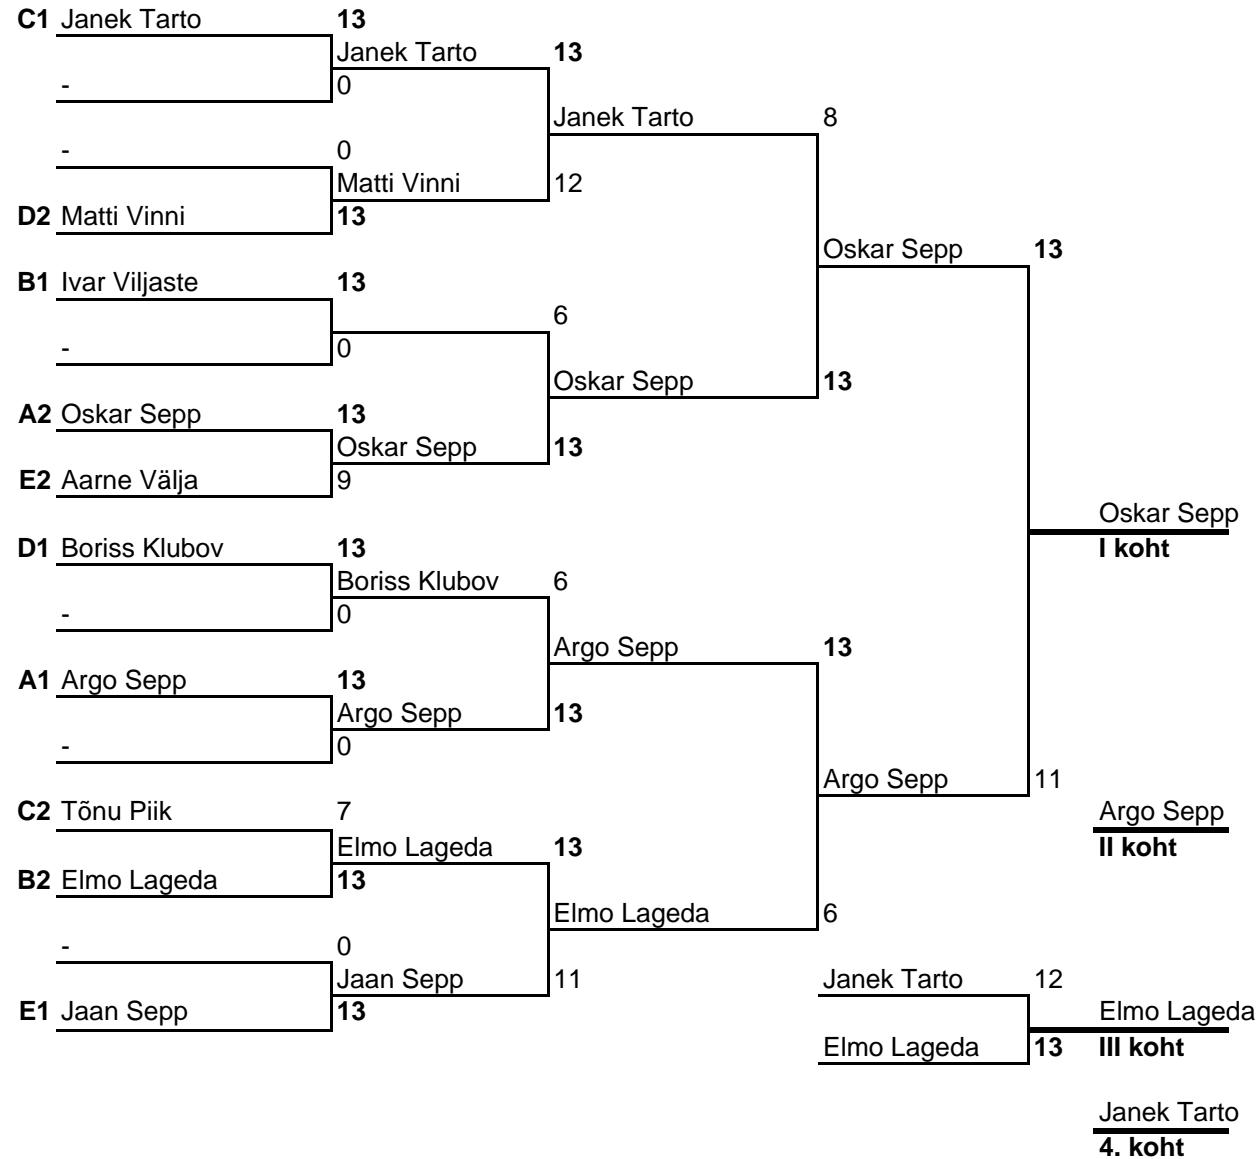 C1 Janek Tarto 13
Janek Tarto 13
- 0
Janek Tarto 8
- 0
Matti Vinni 12
D2 Matti Vinni 13
Oskar Sepp 13
B1 Ivar Viljaste 13
6
- 0
Oskar Sepp 13
A2 Oskar Sepp 13
Oskar Sepp 13
E2 Aarne Välja 9
Oskar Sepp
I koht
D1 Boriss Klubov 13
Boriss Klubov 6
- 0
Argo Sepp 13
A1 Argo Sepp 13
Argo Sepp 13
- 0
Argo Sepp 11
C2 Tõnu Piik 7
Argo Sepp
II koht
Elmo Lageda 13
B2 Elmo Lageda 13
Elmo Lageda 6
- 0
Jaan Sepp 11
Janek Tarto 12
E1 Jaan Sepp 13
Elmo Lageda
Elmo Lageda 13
III koht
Janek Tarto
4. koht